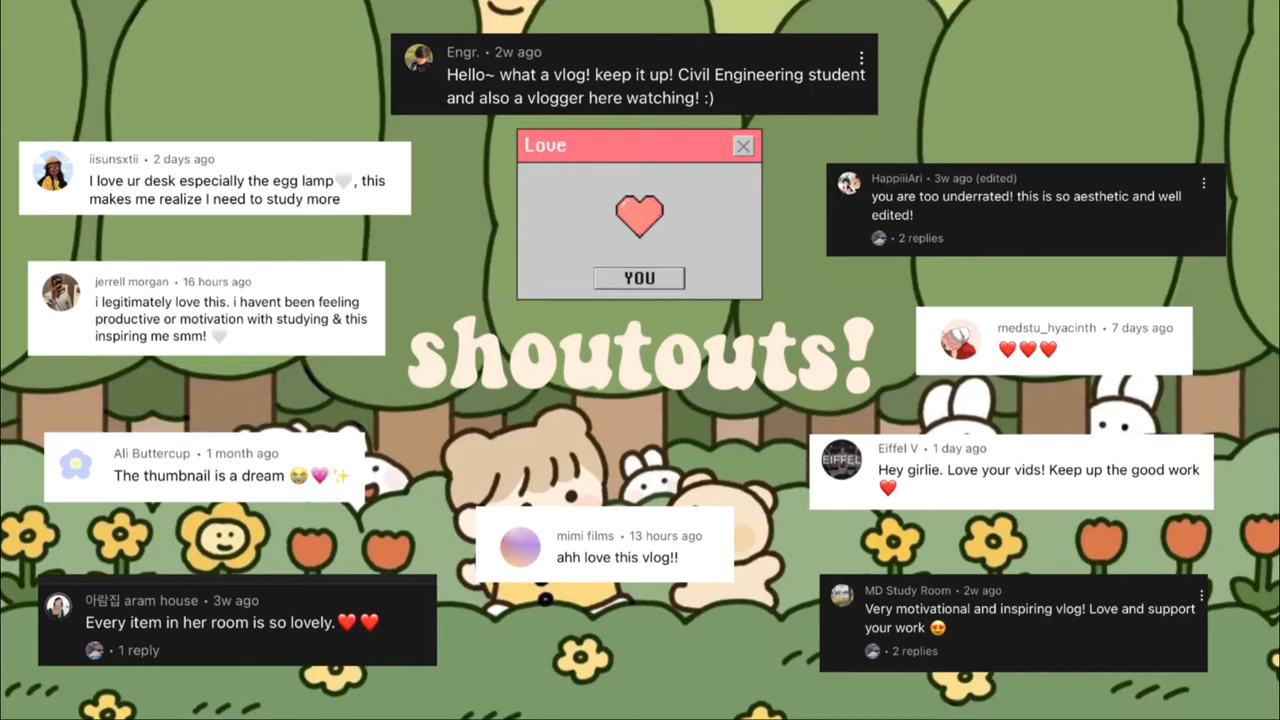 Engr. • 2w ago
Hello~ what a vlog! keep it up! Civil Engineering student
and also a vlogger here watching! :)
Love
YOU
iisunsxtii • 2 days ago
I love ur desk especially the egg lamp🤍, this
makes me realize I need to study more
HappiiiAri • 3w ago (edited)
you are too underrated! this is so aesthetic and well
edited!
• 2 replies
jerrell morgan • 16 hours ago
i legitimately love this. i havent been feeling
productive or motivation with studying & this
inspiring me smm! 🤍
shoutouts!
medstu_hyacinth • 7 days ago
❤️❤️❤️
Ali Buttercup • 1 month ago
The thumbnail is a dream 😭💗✨
EIFFEL
Eiffel V • 1 day ago
Hey girlie. Love your vids! Keep up the good work
❤️
mimi films • 13 hours ago
ahh love this vlog!!
아람집 aram house • 3w ago
Every item in her room is so lovely.❤️❤️
• 1 reply
MD Study Room • 2w ago
Very motivational and inspiring vlog! Love and support
your work 😍
• 2 replies